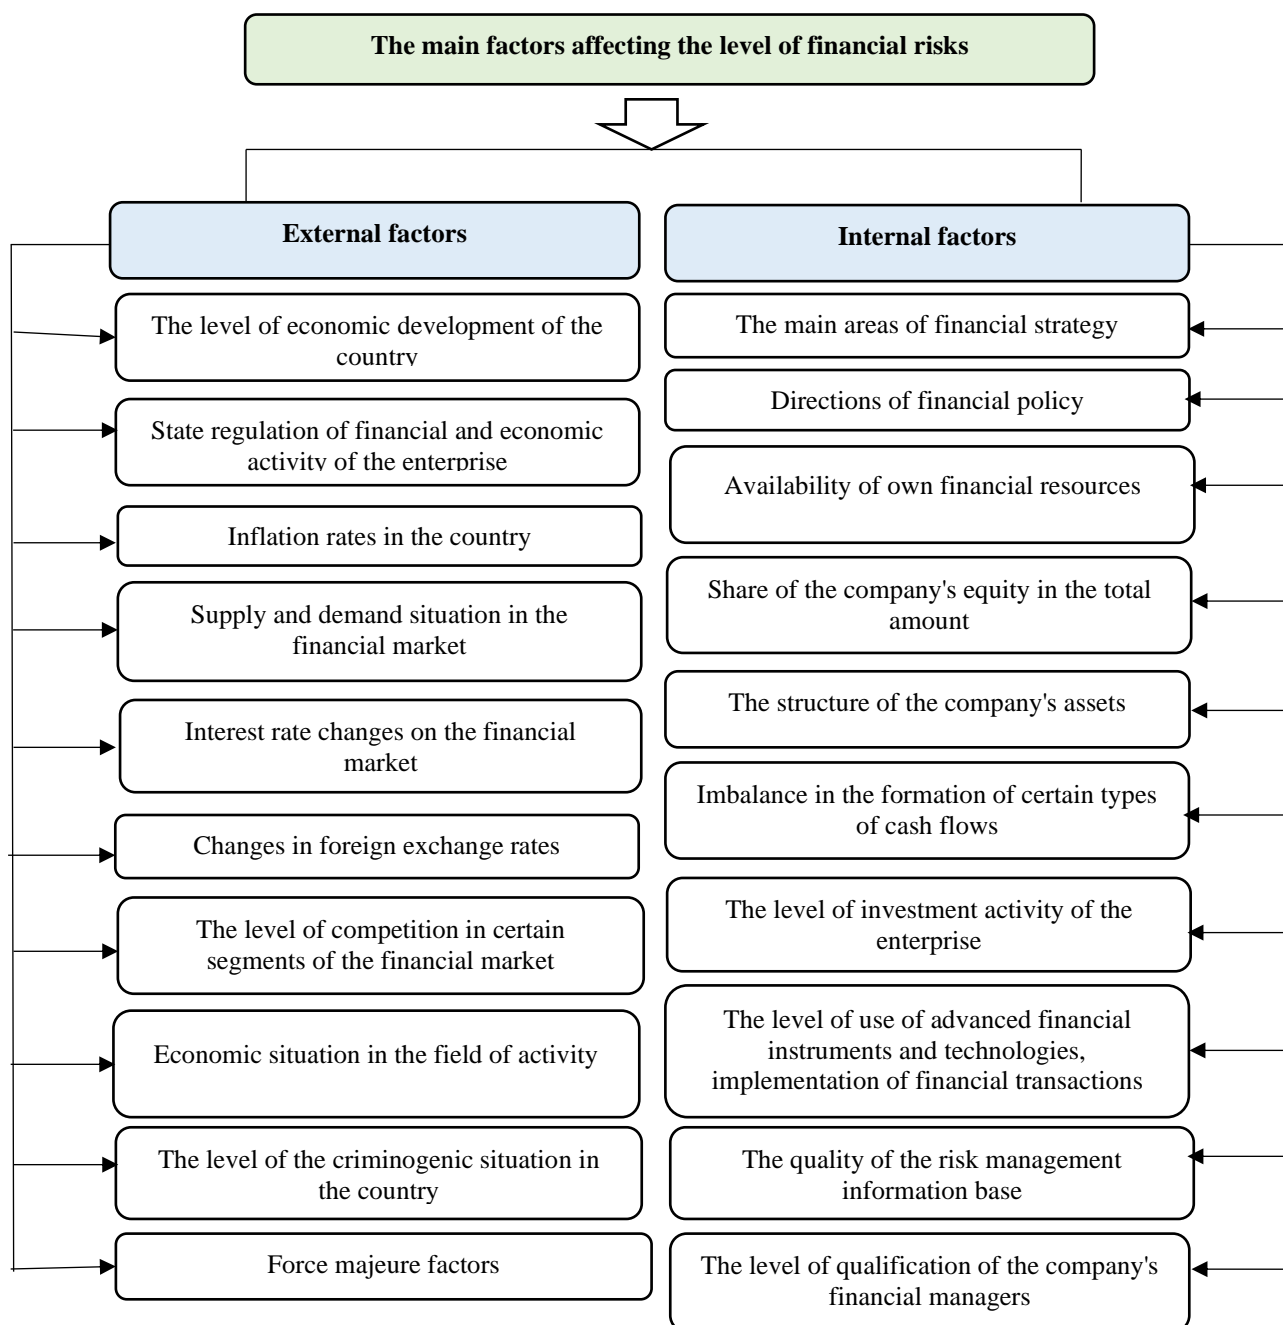 The main factors affecting the level of financial risks
External factors
The level of economic development of the
country
State regulation of financial and economic
activity of the enterprise
Inflation rates in the country
Supply and demand situation in the
financial market
Interest rate changes on the financial
market
Changes in foreign exchange rates
The level of competition in certain
segments of the financial market
Economic situation in the field of activity
The level of the criminogenic situation in
the country
Force majeure factors
Internal factors
The main areas of financial strategy
Directions of financial policy
Availability of own financial resources
Share of the company's equity in the total
amount
The structure of the company's assets
Imbalance in the formation of certain types
of cash flows
The level of investment activity of the
enterprise
The level of use of advanced financial
instruments and technologies,
implementation of financial transactions
The quality of the risk management
information base
The level of qualification of the company's
financial managers